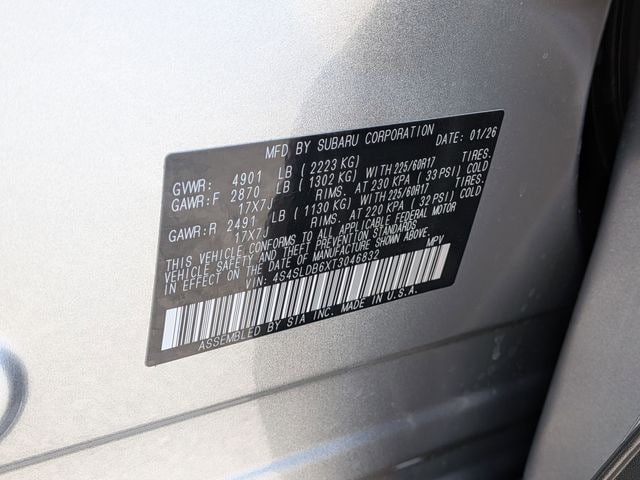 MFD BY SUBARU CORPORATION DATE: 01/26
GVWR: 4901 LB ( 2223 KG)
GAWR:F 2870 LB ( 1302 KG) WITH 225/60R17 TIRES.
17X7J RIMS. AT 230 KPA ( 33 PSI) COLD
GAWR:R 2491 LB ( 1130 KG) WITH 225/60R17 TIRES.
17X7J RIMS. AT 220 KPA ( 32 PSI) COLD
THIS VEHICLE CONFORMS TO ALL APPLICABLE FEDERAL MOTOR
VEHICLE SAFETY AND THEFT PREVENTION STANDARDS
IN EFFECT ON THE DATE OF MANUFACTURE SHOWN ABOVE.
VIN: 4S4SLDB6XT3046832 MPV
ASSEMBLED BY SIA INC. MADE IN U.S.A.